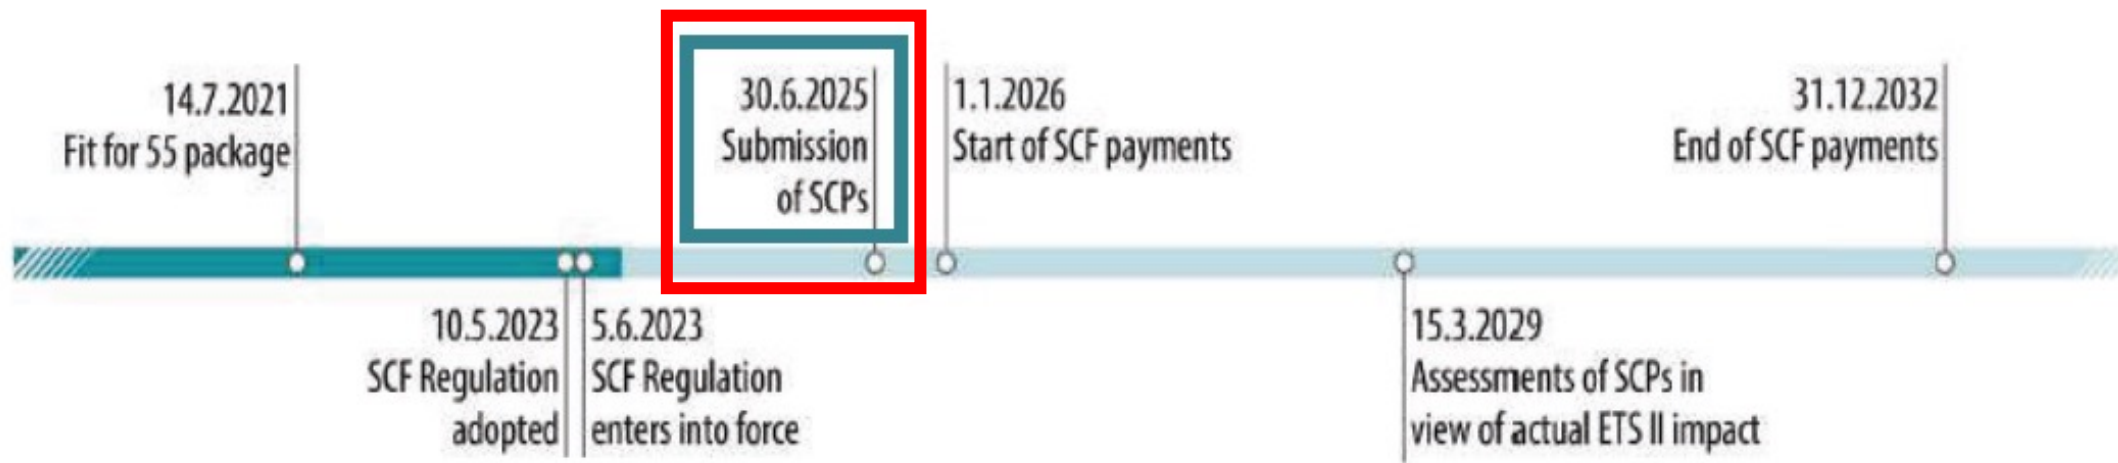 14.7.2021
Fit for 55 package
30.6.2025
Submission
of SCPs
1.1.2026
Start of SCF payments
31.12.2032
End of SCF payments
10.5.2023
SCF Regulation
adopted
5.6.2023
SCF Regulation
enters into force
15.3.2029
Assessments of SCPs in
view of actual ETS II impact